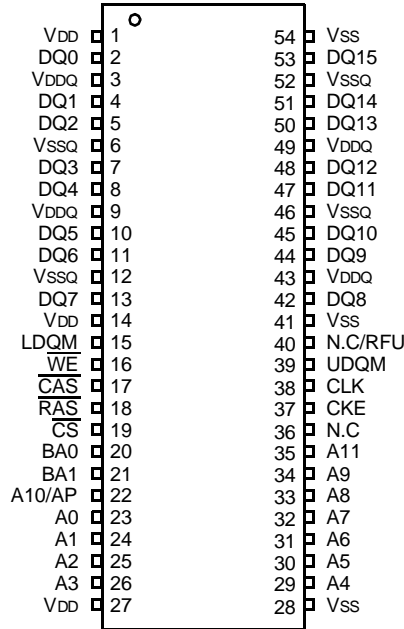 VDD 1 54 VSS
DQ0 2 53 DQ15
VDDQ 3 52 VSSQ
DQ1 4 51 DQ14
DQ2 5 50 DQ13
VSSQ 6 49 VDDQ
DQ3 7 48 DQ12
DQ4 8 47 DQ11
VDDQ 9 46 VSSQ
DQ5 10 45 DQ10
DQ6 11 44 DQ9
VSSQ 12 43 VDDQ
DQ7 13 42 DQ8
VDD 14 41 VSS
LDQM 15 40 N.C/RFU
WE 16 39 UDQM
CAS 17 38 CLK
RAS 18 37 CKE
CS 19 36 N.C
BA0 20 35 A11
BA1 21 34 A9
A10/AP 22 33 A8
A0 23 32 A7
A1 24 31 A6
A2 25 30 A5
A3 26 29 A4
VDD 27 28 VSS